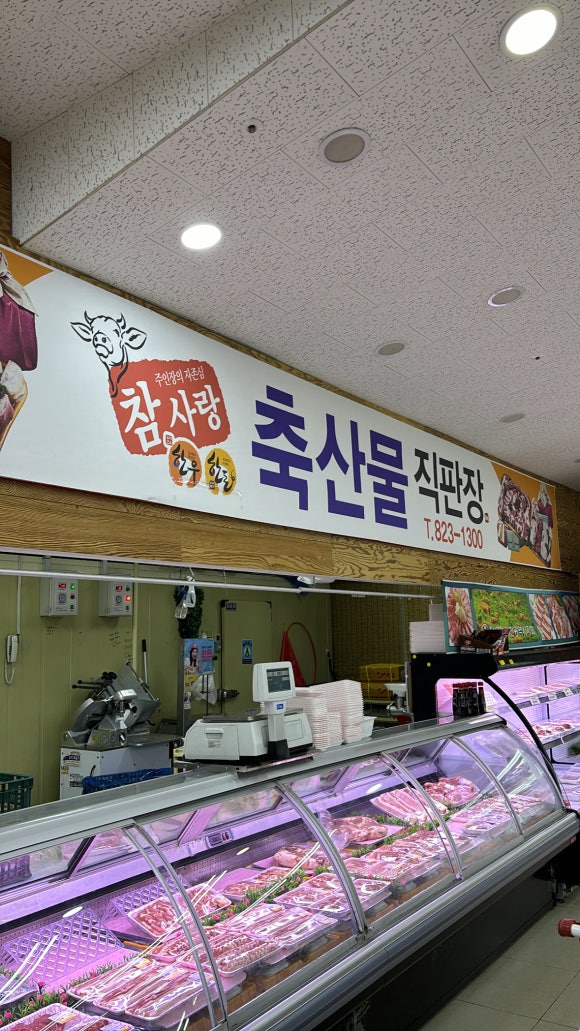 주인장의 자존심
참사랑
한우 한돈
축산물
직판장
T.823-1300